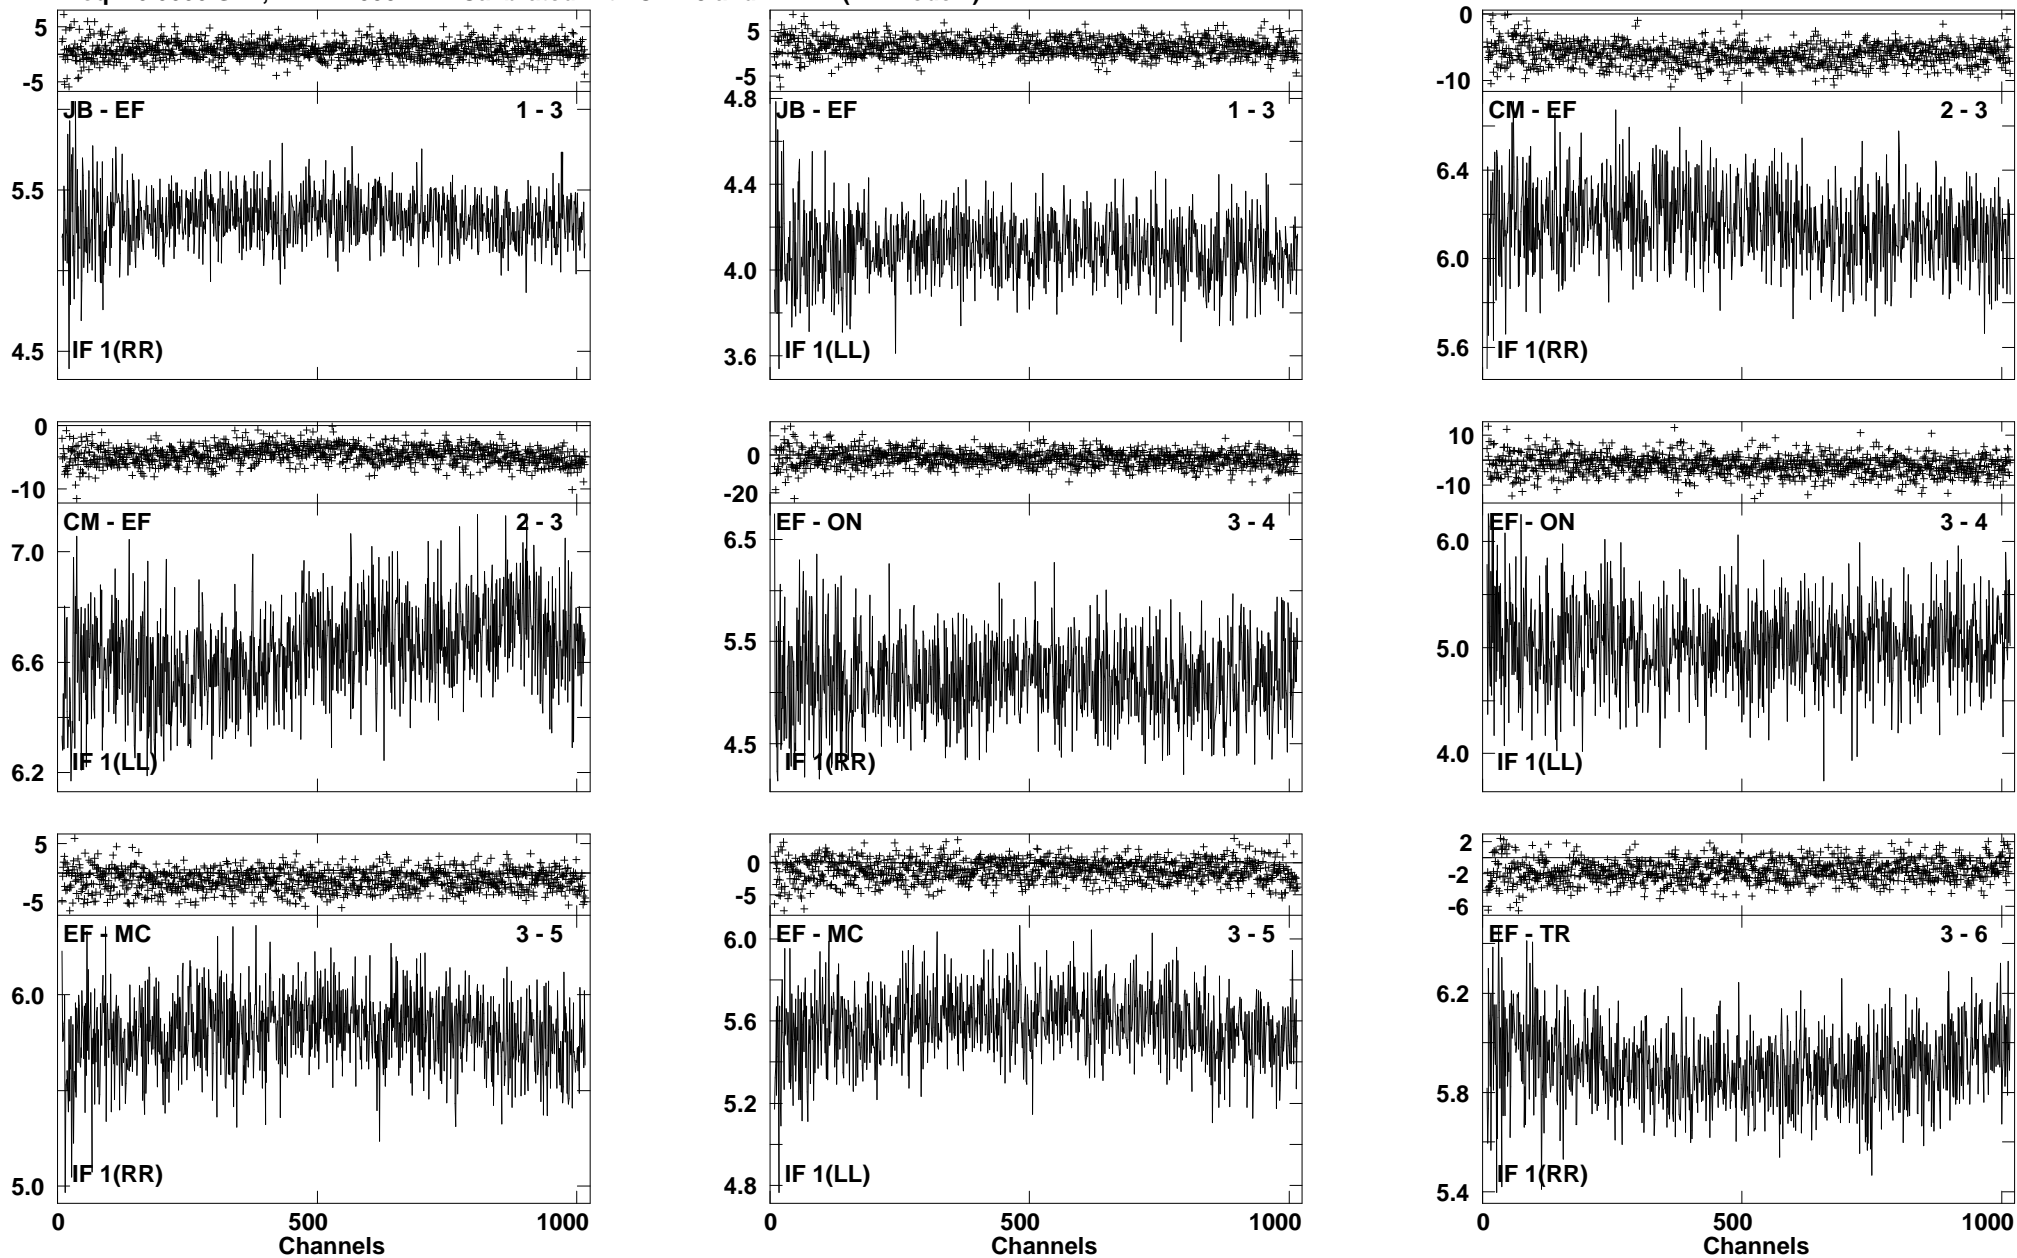 5
-5
JB - EF 1 - 3
5.5
4.5
IF 1(RR)
5
-5
4.8
JB - EF 1 - 3
4.4
4.0
3.6
IF 1(LL)
0
-10
CM - EF 2 - 3
6.4
6.0
5.6
IF 1(RR)
0
-10
CM - EF 2 - 3
7.0
6.6
6.2
IF 1(LL)
0
-20
EF - ON 3 - 4
6.5
5.5
4.5
IF 1(RR)
10
-10
EF - ON 3 - 4
6.0
5.0
4.0
IF 1(LL)
5
-5
EF - MC 3 - 5
6.0
5.0
IF 1(RR)
0 500 1000
Channels
0
-5
EF - MC 3 - 5
6.0
5.6
5.2
4.8
IF 1(LL)
0 500 1000
Channels
2
-2
-6
EF - TR 3 - 6
6.2
5.8
5.4
IF 1(RR)
0 500 1000
Channels